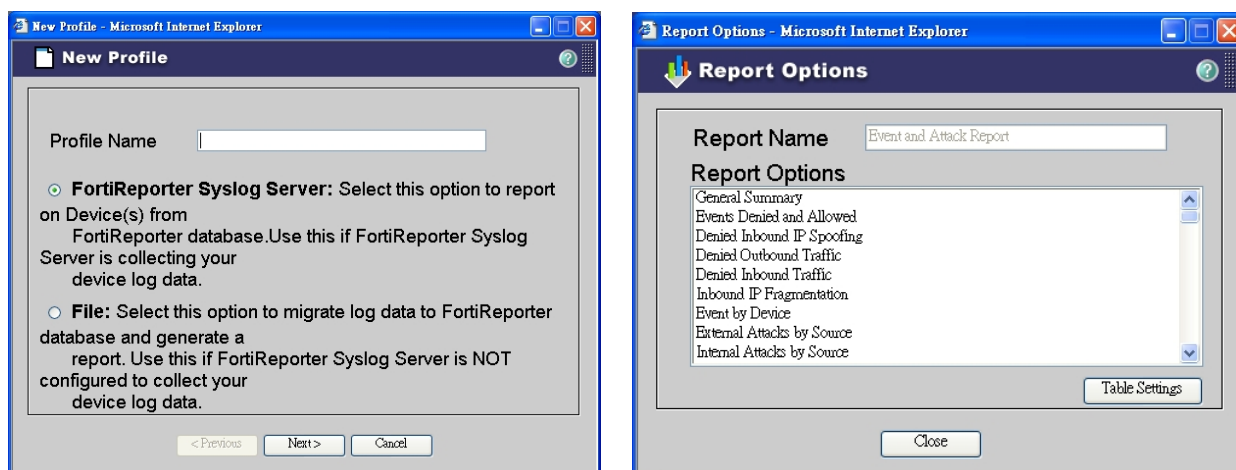 New Profile - Microsoft Internet Explorer
New Profile
Profile Name
FortiReporter Syslog Server: Select this option to report
on Device(s) from
FortiReporter database.Use this if FortiReporter Syslog
Server is collecting your
device log data.
File: Select this option to migrate log data to FortiReporter
database and generate a
report. Use this if FortiReporter Syslog Server is NOT
configured to collect your
device log data.
< Previous
Next >
Cancel
Report Options - Microsoft Internet Explorer
Report Options
Report Name
Event and Attack Report
Report Options
General Summary
Events Denied and Allowed
Denied Inbound IP Spoofing
Denied Outbound Traffic
Denied Inbound Traffic
Inbound IP Fragmentation
Event by Device
External Attacks by Source
Internal Attacks by Source
Table Settings
Close